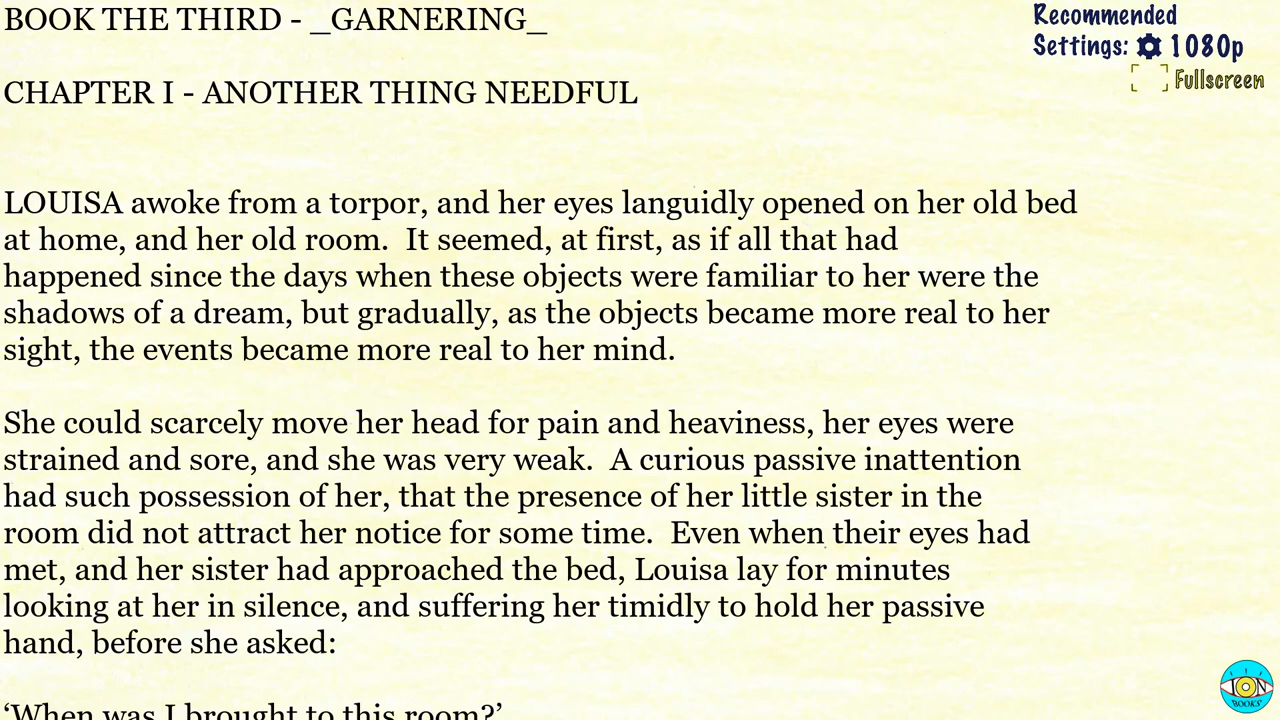 BOOK THE THIRD - _GARNERING_
Recommended
Settings: 1080p
Fullscreen
CHAPTER I - ANOTHER THING NEEDFUL
LOUISA awoke from a torpor, and her eyes languidly opened on her old bed
at home, and her old room.  It seemed, at first, as if all that had
happened since the days when these objects were familiar to her were the
shadows of a dream, but gradually, as the objects became more real to her
sight, the events became more real to her mind.
She could scarcely move her head for pain and heaviness, her eyes were
strained and sore, and she was very weak.  A curious passive inattention
had such possession of her, that the presence of her little sister in the
room did not attract her notice for some time.  Even when their eyes had
met, and her sister had approached the bed, Louisa lay for minutes
looking at her in silence, and suffering her timidly to hold her passive
hand, before she asked:
‘When was I brought to this room?’
ION
BOOKS